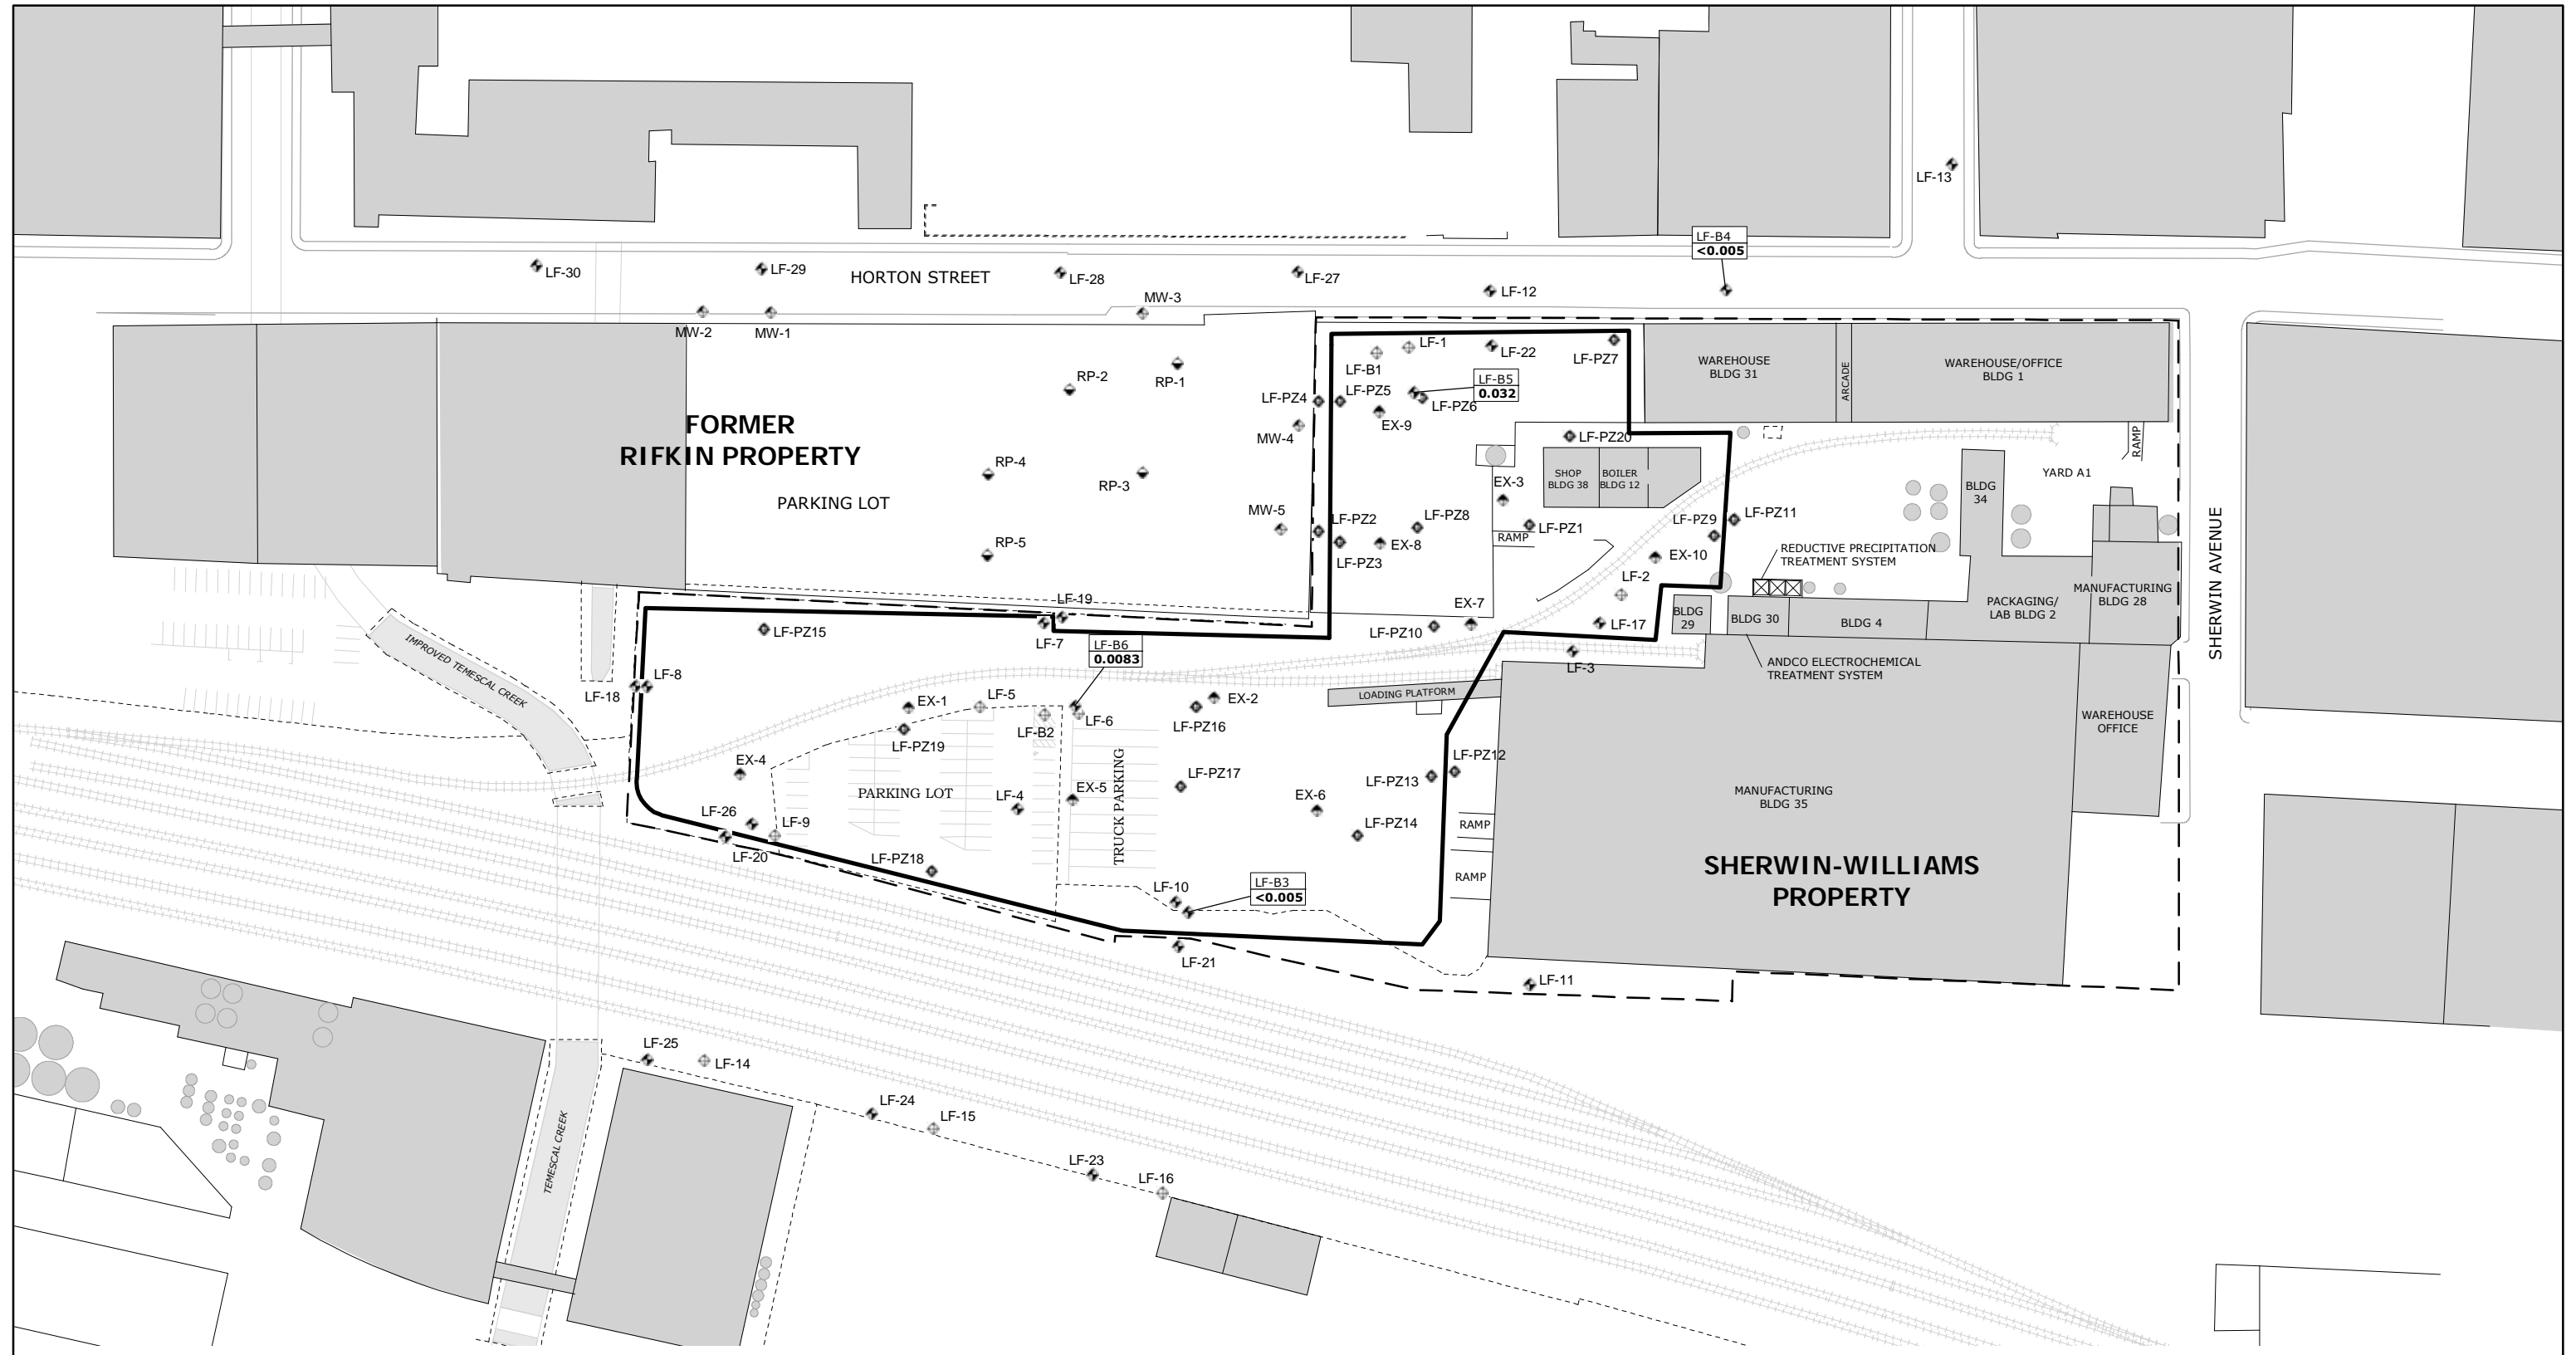 LF-13
LF-B4
<0.005
LF-30
LF-29
HORTON STREET
LF-28
LF-27
LF-12
MW-3
MW-2
MW-1
SHERWIN AVENUE
LF-1
LF-22
LF-PZ7
LF-B1
LF-B5
0.032
WAREHOUSE
BLDG 31
ARCADE
WAREHOUSE/OFFICE
BLDG 1
RP-2
RP-1
LF-PZ4
LF-PZ5
LF-PZ6
EX-9
MW-4
FORMER
RIFKIN PROPERTY
LF-PZ20
RAMP
RP-4
RP-3
SHOP
BLDG 38
BOILER
BLDG 12
YARD A1
EX-3
BLDG
34
PARKING LOT
MW-5
LF-PZ2
LF-PZ8
LF-PZ1
LF-PZ9
LF-PZ11
RAMP
RP-5
EX-8
LF-PZ3
EX-10
REDUCTIVE PRECIPITATION
TREATMENT SYSTEM
LF-2
MANUFACTURING
BLDG 28
PACKAGING/
LAB BLDG 2
LF-19
EX-7
BLDG
29
BLDG 30
BLDG 4
LF-PZ15
LF-PZ10
LF-17
IMPROVED TEMESCAL CREEK
LF-7
LF-B6
0.0083
LF-3
ANDCO ELECTROCHEMICAL
TREATMENT SYSTEM
LF-18
LF-8
LOADING PLATFORM
EX-1
LF-5
EX-2
LF-6
LF-B2
LF-PZ16
WAREHOUSE
OFFICE
LF-PZ19
EX-4
LF-PZ12
LF-PZ13
LF-PZ17
PARKING LOT
LF-4
EX-5
TRUCK PARKING
EX-6
MANUFACTURING
BLDG 35
LF-26
LF-9
LF-20
LF-PZ14
RAMP
LF-PZ18
SHERWIN-WILLIAMS
PROPERTY
RAMP
LF-10
LF-B3
<0.005
LF-21
LF-11
LF-25
LF-14
LF-24
LF-15
TEMESCAL CREEK
LF-23
LF-16